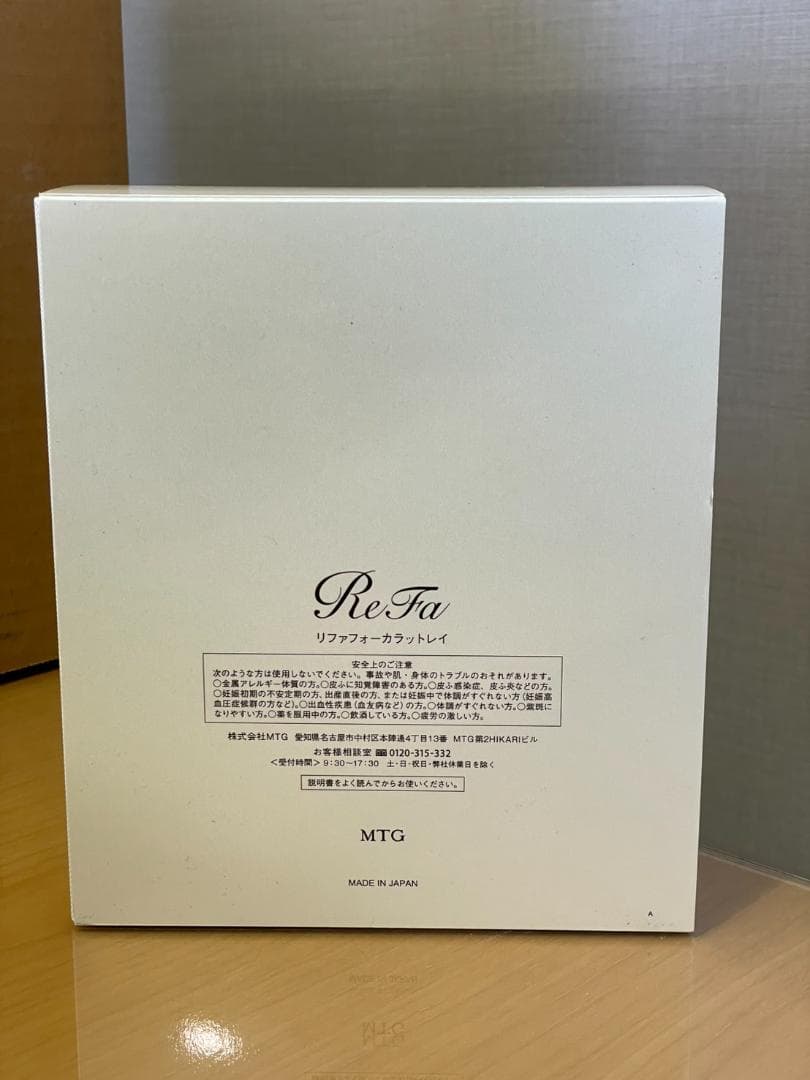 ReFa
リファフォーカラットレイ
安全上のご注意
次のような方は使用しないでください。事故や肌・身体のトラブルのおそれがあります。
○金属アレルギー体質の方。○皮ふに知覚障害のある方。○皮ふ感染症、皮ふ炎などの方。
○妊娠初期の不安定期の方、出産直後の方、または妊娠中で体調がすぐれない方(妊娠高
血圧症候群の方など)。○出血性疾患(血友病など)の方。○体調がすぐれない方。○紫斑に
なりやすい方。○薬を服用中の方。○飲酒している方。○疲労の激しい方。
株式会社MTG 愛知県名古屋市中村区本陣通4丁目13番 MTG第2HIKARIビル
お客様相談室 0120-315-332
<受付時間> 9:30~17:30 土・日・祝日・弊社休業日を除く
説明書をよく読んでからお使いください。
MTG
MADE IN JAPAN
A